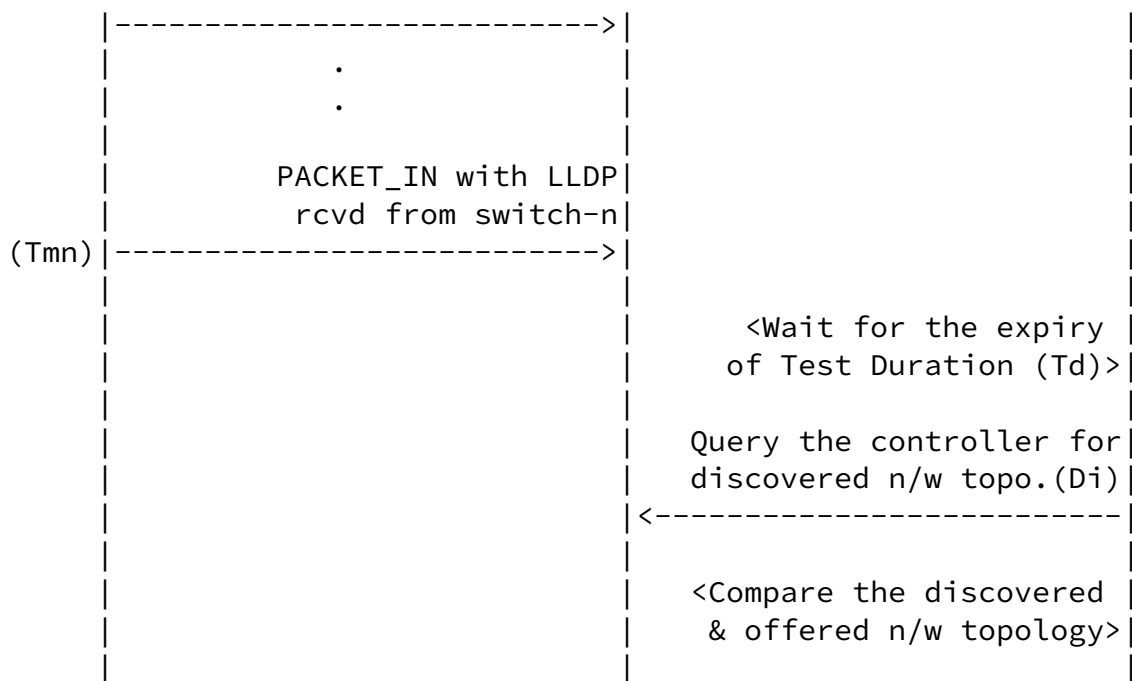 |--------------------------->|
.
.
PACKET_IN with LLDP|
rcvd from switch-n|
(Tmn)|--------------------------->|
<Wait for the expiry |
of Test Duration (Td)>|
Query the controller for|
discovered n/w topo.(Di)|
|<--------------------------|
<Compare the discovered |
& offered n/w topology>|